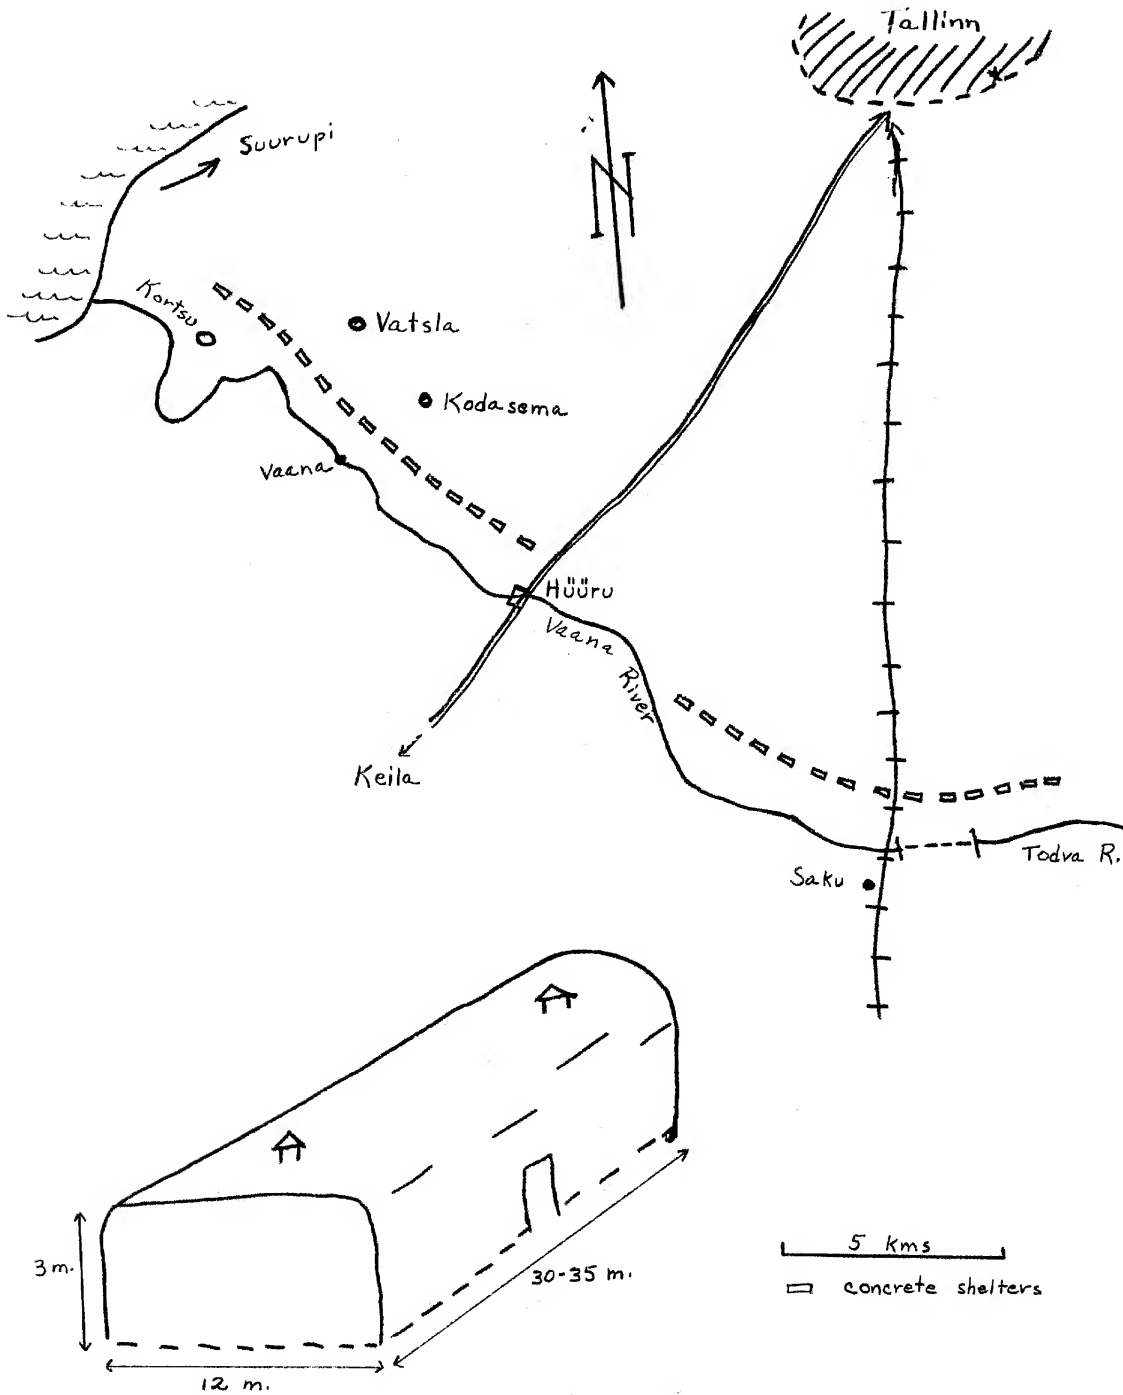 Tallinn
Suurupi
N
Kortsu
Vatsla
Kodasema
Vaana
Hüüru
Vaana
River
Keila
Todva R.
Saku
3 m.
30-35 m.
12 m.
5 kms
concrete shelters